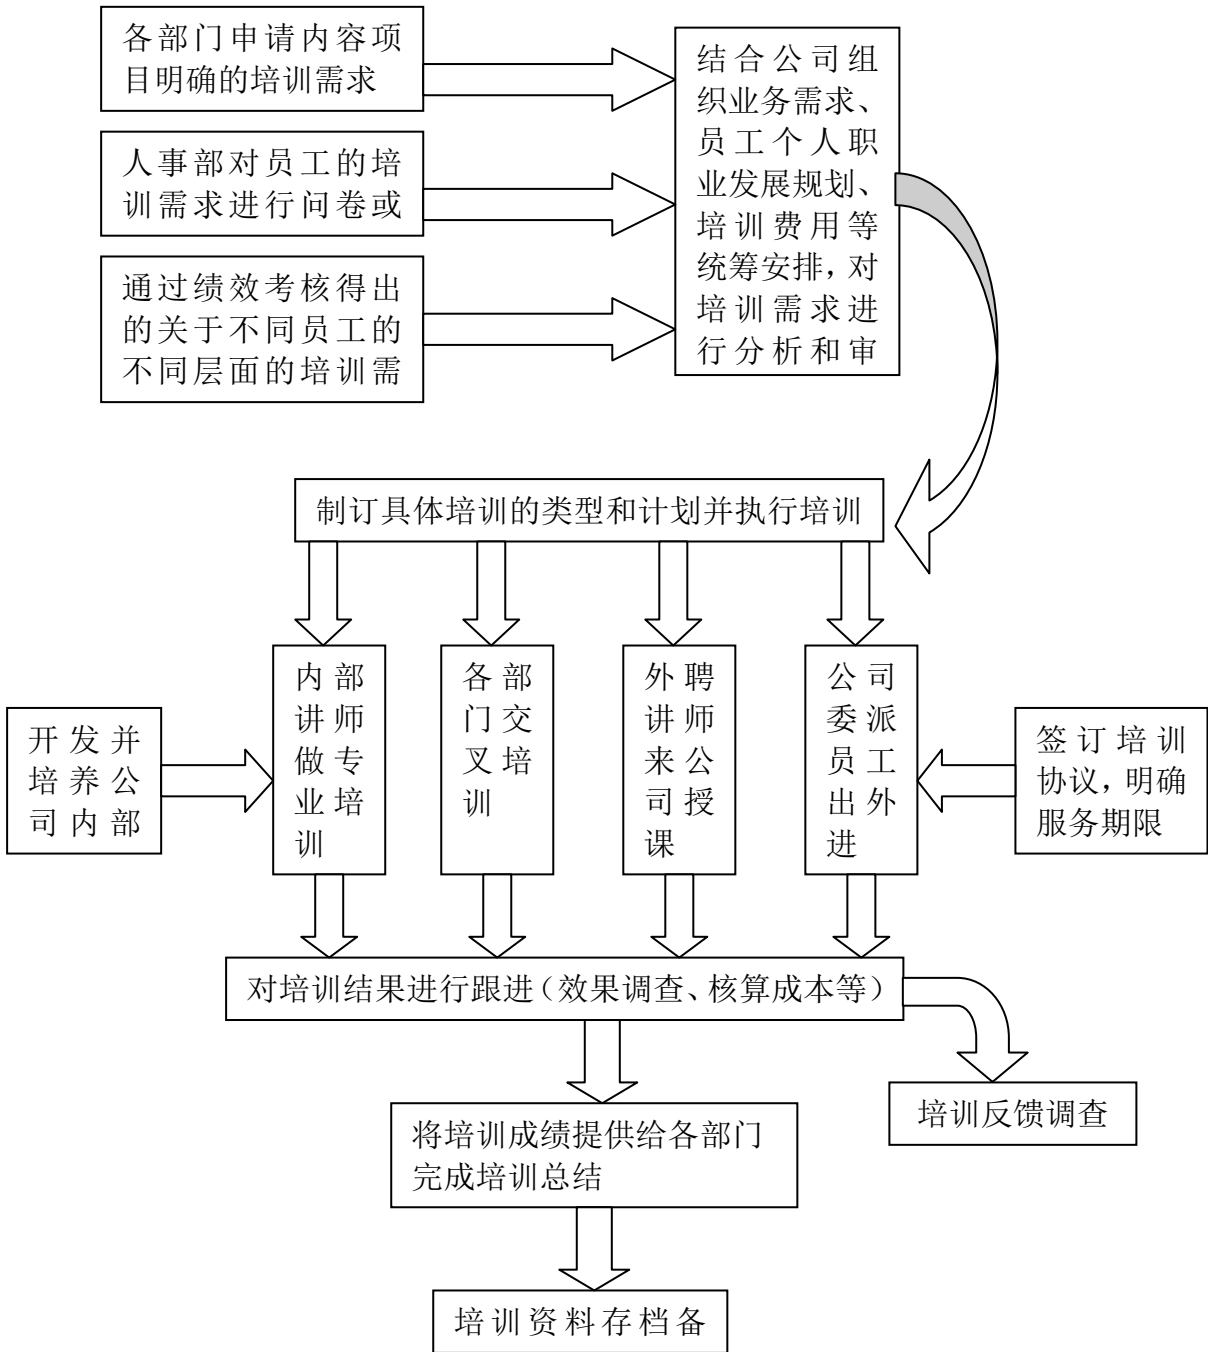 各部门申请内容项
目明确的培训需求
人事部对员工的培
训需求进行问卷或
通过绩效考核得出
的关于不同员工的
不同层面的培训需
结合公司组
织业务需求、
员工个人职
业发展规划、
培训费用等
统筹安排，对
培训需求进
行分析和审
制订具体培训的类型和计划并执行培训
开发并
培养公
司内部
内部
讲师
做专
业培
训
各部
门交
叉培
训
外聘
讲师
来公
司授
课
公司
委派
员工
出外
进
签订培训
协议，明确
服务期限
对培训结果进行跟进（效果调查、核算成本等）
培训反馈调查
将培训成绩提供给各部门
完成培训总结
培训资料存档备